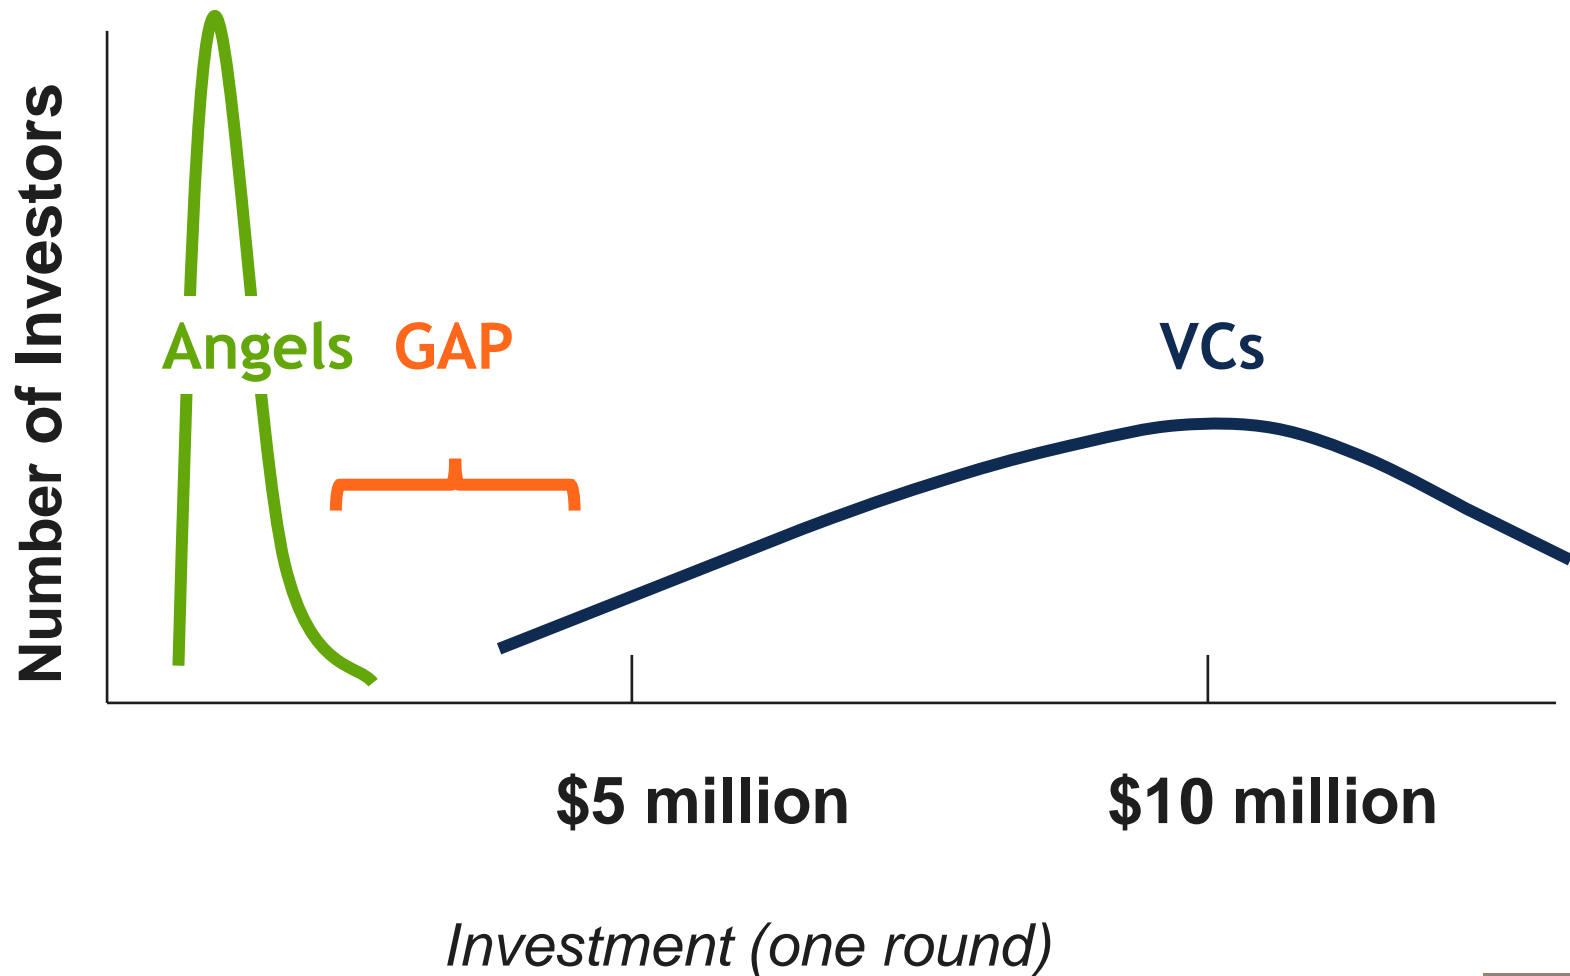 Number of Investors
Angels GAP VCs
$5 million $10 million
Investment (one round)